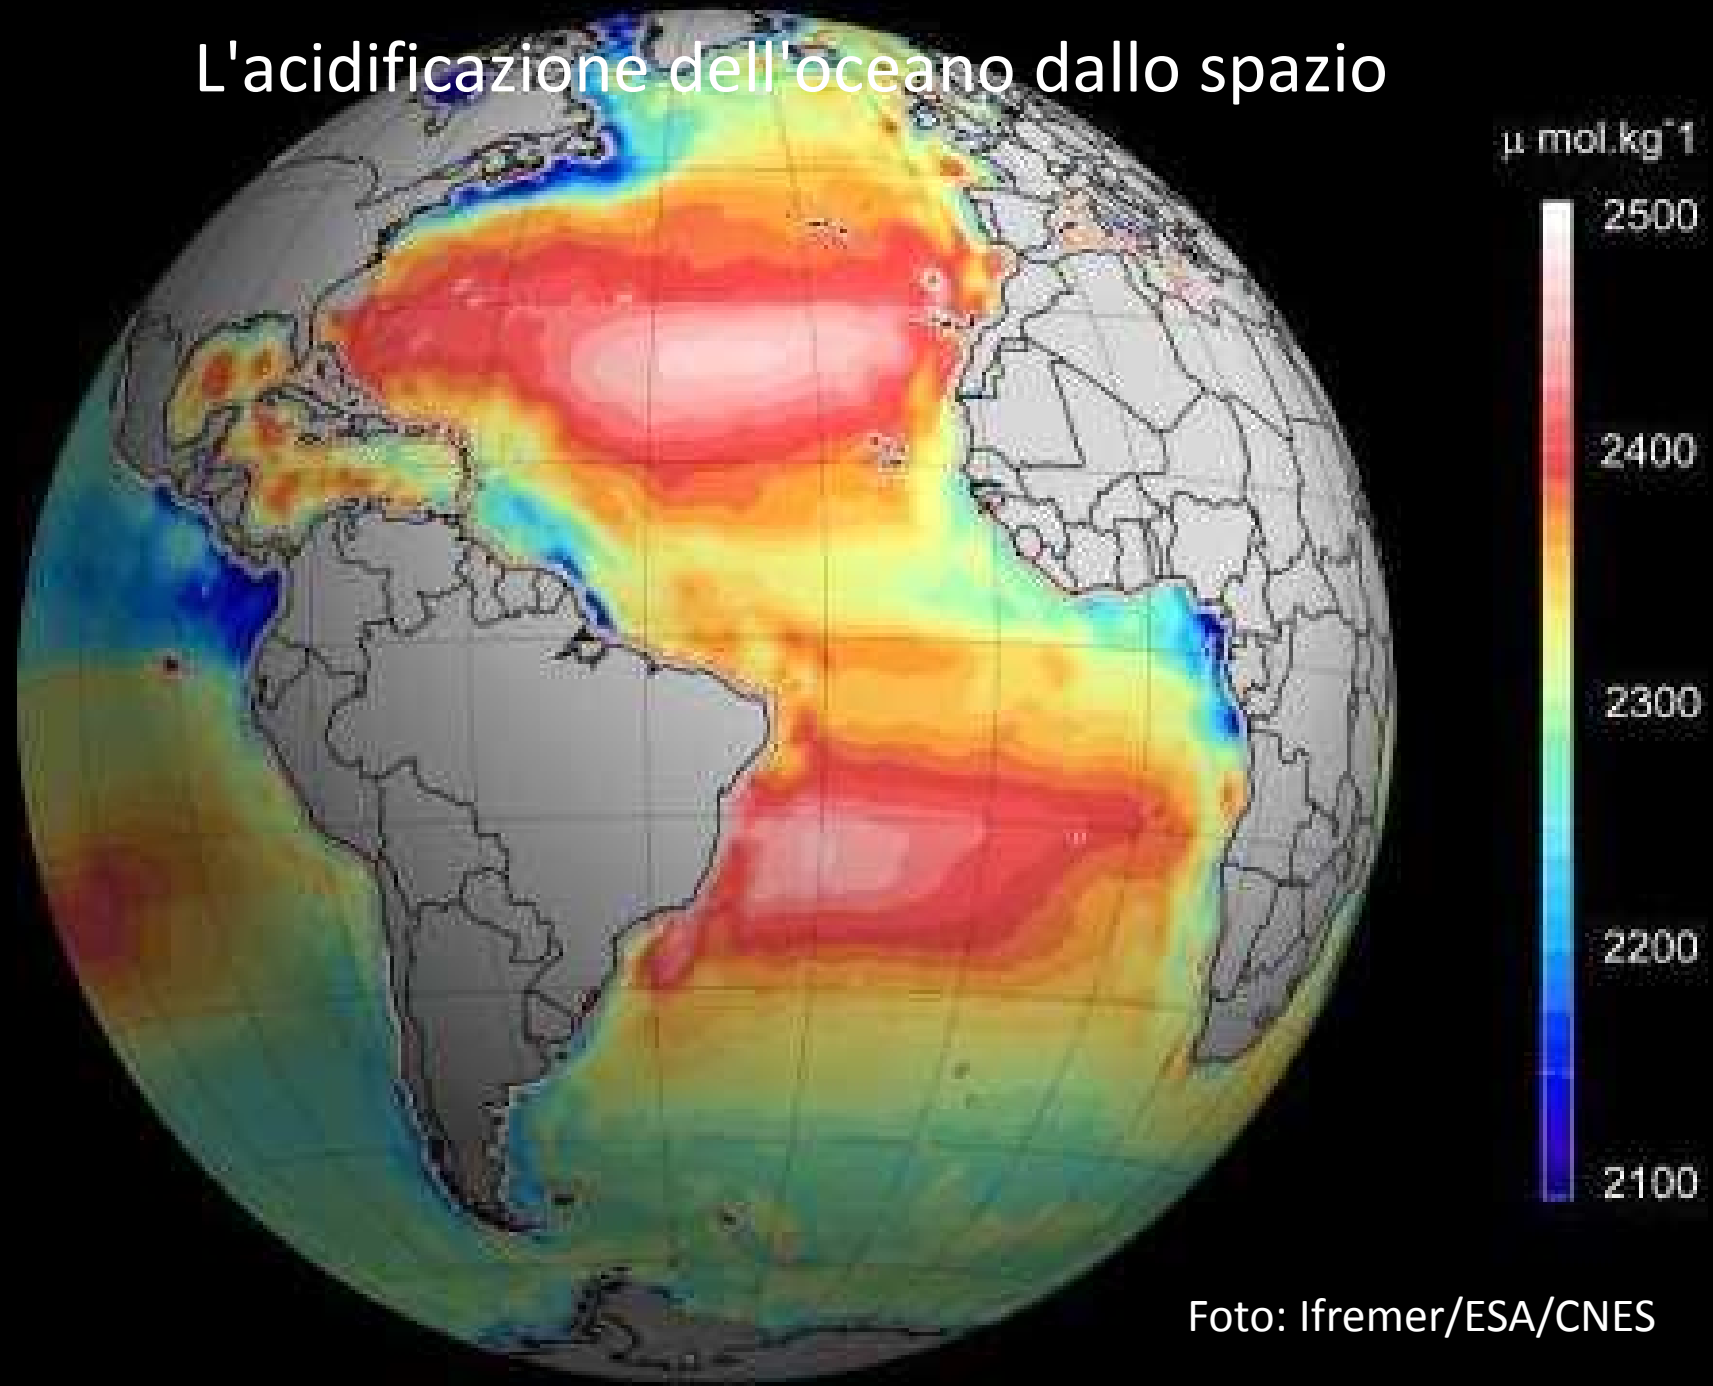 L'acidificazione dell'oceano dallo spazio
μ mol.kg-1
2500
2400
2300
2200
2100
Foto: Ifremer/ESA/CNES